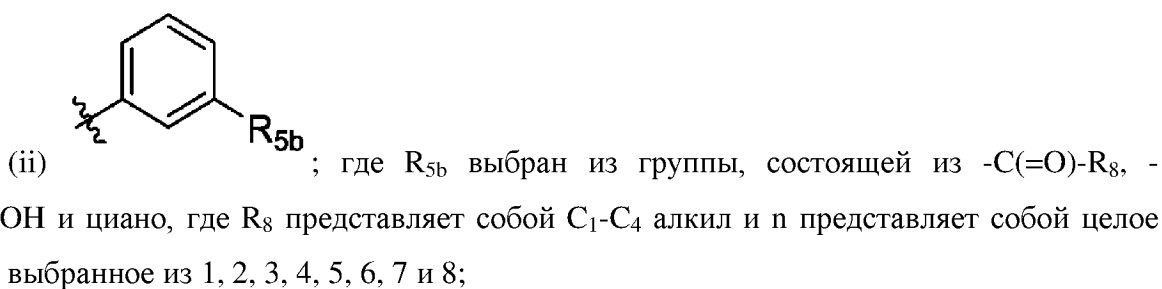 R5b
(ii) ; где R5b выбран из группы, состоящей из -C(=O)-R8, -
OH и циано, где R8 представляет собой C1-C4 алкил и n представляет собой целое
выбранное из 1, 2, 3, 4, 5, 6, 7 и 8;